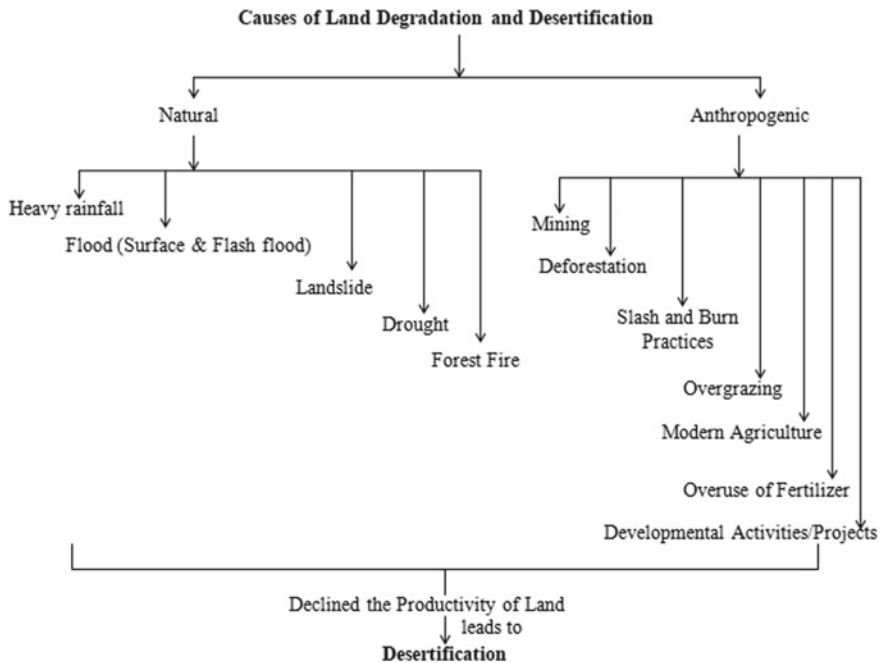 Causes of Land Degradation and Desertification
Natural
Anthropogenic
Heavy rainfall
Flood (Surface & Flash flood)
Landslide
Drought
Forest Fire
Mining
Deforestation
Slash and Burn
Practices
Overgrazing
Modern Agriculture
Overuse of Fertilizer
Developmental Activities/Projects
Declined the Productivity of Land
leads to
Desertification